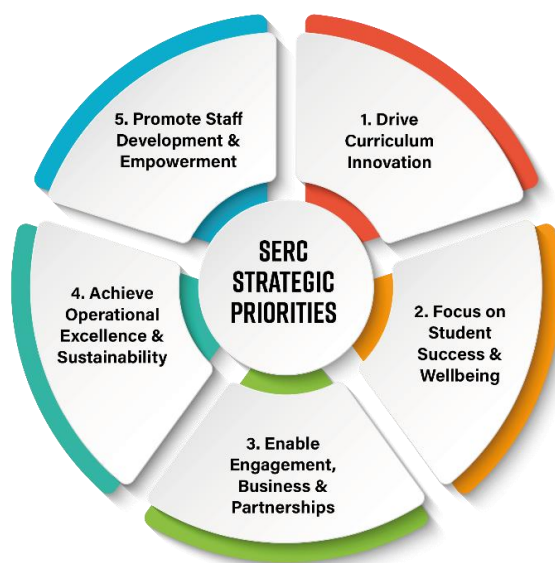 SERC
STRATEGIC
PRIORITIES
1. Drive
Curriculum
Innovation
2. Focus on
Student
Success &
Wellbeing
3. Enable
Engagement,
Business &
Partnerships
4. Achieve
Operational
Excellence &
Sustainability
5. Promote Staff
Development &
Empowerment